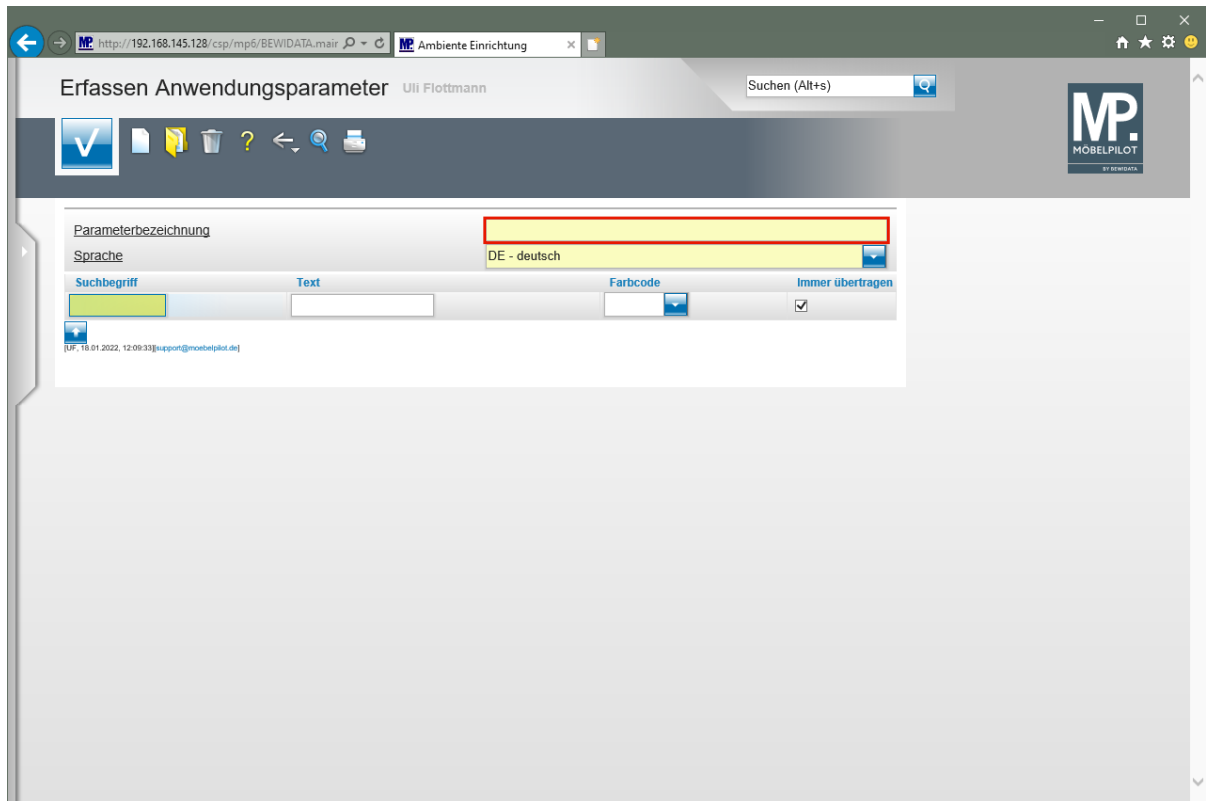 http://192.168.145.128/csp/mp6/BEWIDATA.mair
MP. Ambiente Einrichtung
Erfassen Anwendungsparameter Uli Flottmann
Suchen (Alt+s)
MP.
MÖBELPILOT
BY BEWIDATA
Parameterbezeichnung
Sprache DE - deutsch
Suchbegriff Text Farbcode Immer übertragen
[UF, 18.01.2022, 12:09:33][support@moebelpilot.de]